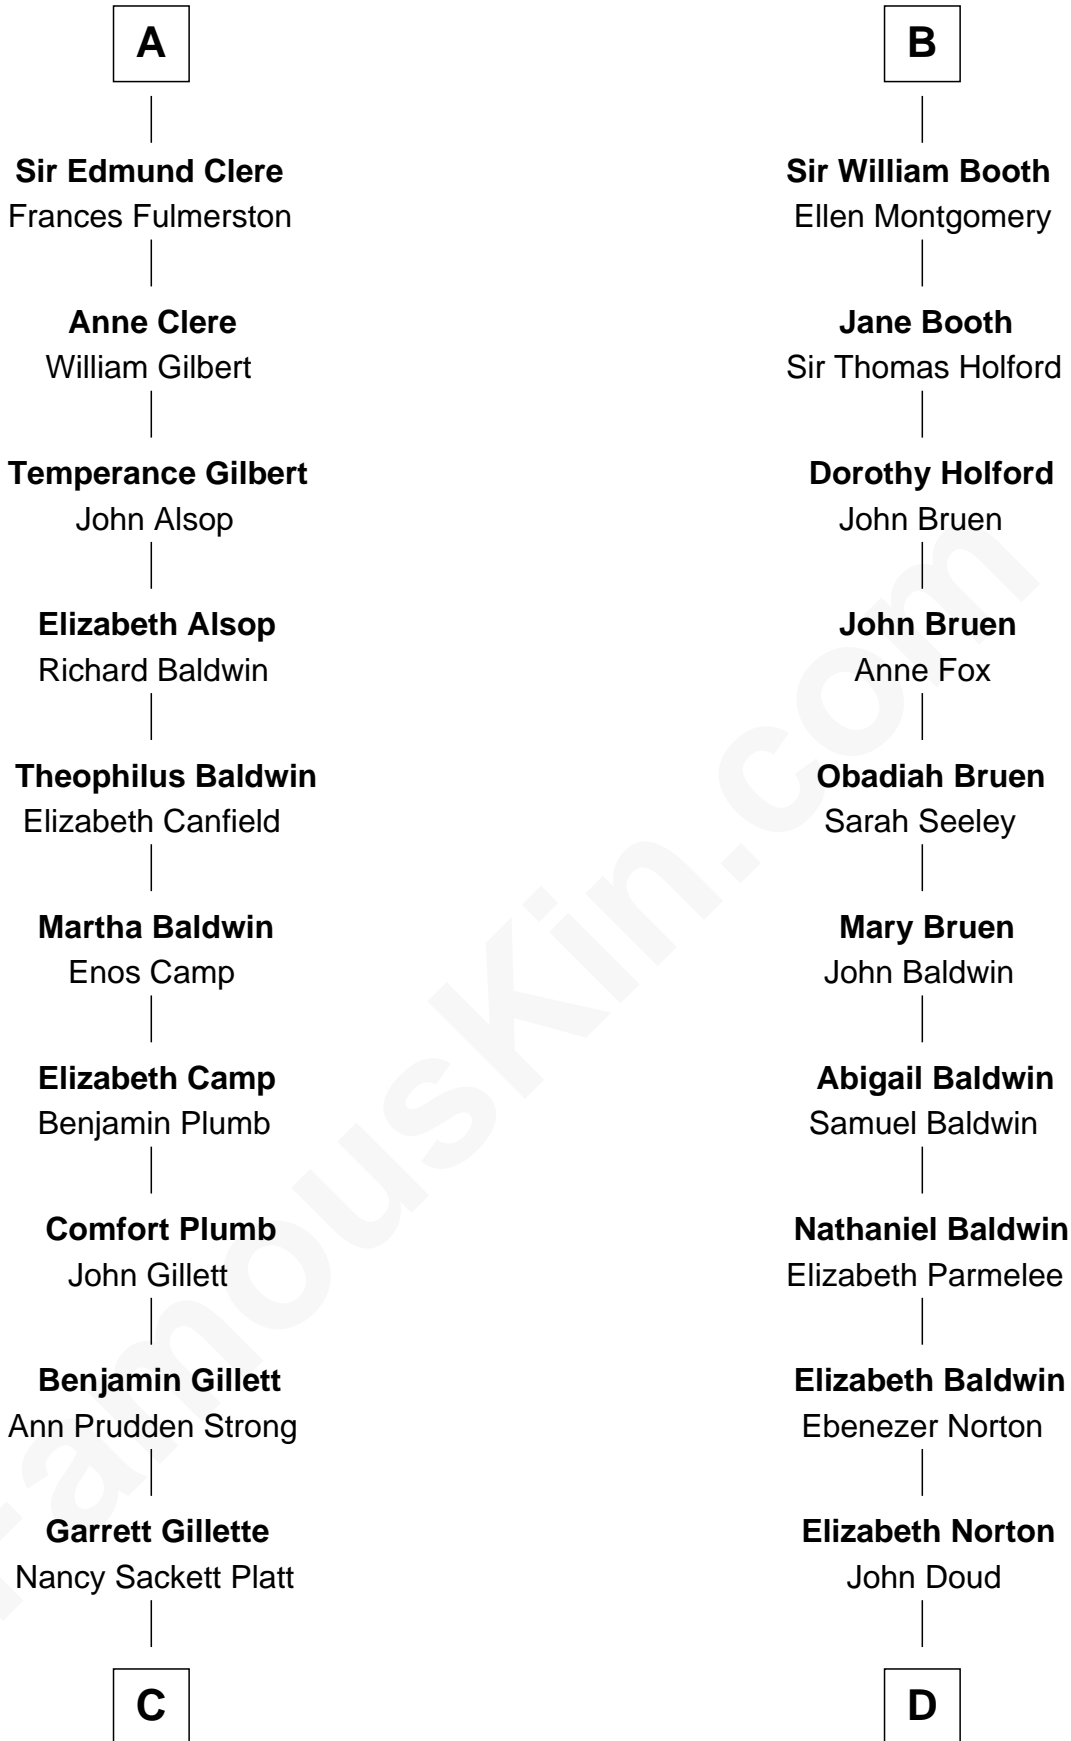 A
Sir Edmund Clere
Frances Fulmerston
Anne Clere
William Gilbert
Temperance Gilbert
John Alsop
Elizabeth Alsop
Richard Baldwin
Theophilus Baldwin
Elizabeth Canfield
Martha Baldwin
Enos Camp
Elizabeth Camp
Benjamin Plumb
Comfort Plumb
John Gillett
Benjamin Gillett
Ann Prudden Strong
Garrett Gillette
Nancy Sackett Platt
C
B
Sir William Booth
Ellen Montgomery
Jane Booth
Sir Thomas Holford
Dorothy Holford
John Bruen
John Bruen
Anne Fox
Obadiah Bruen
Sarah Seeley
Mary Bruen
John Baldwin
Abigail Baldwin
Samuel Baldwin
Nathaniel Baldwin
Elizabeth Parmelee
Elizabeth Baldwin
Ebenezer Norton
Elizabeth Norton
John Doud
D
FamousKin.com